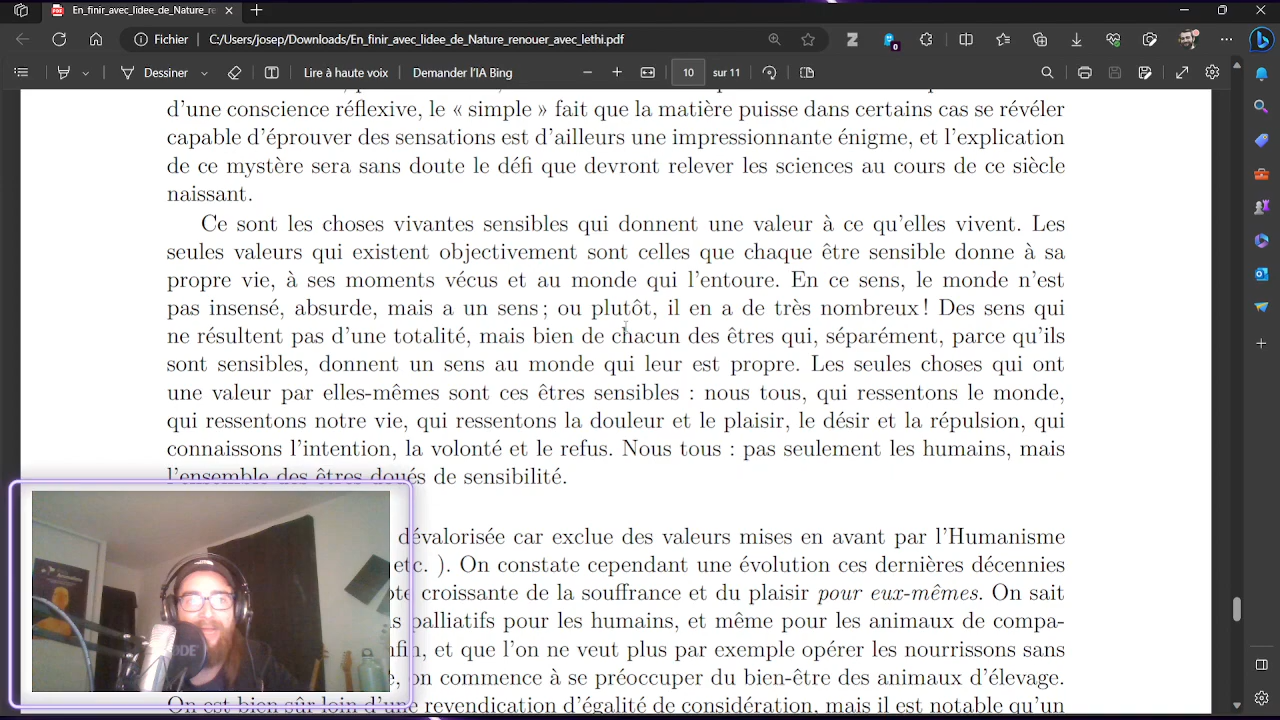 En_finir_avec_lidee_de_Nature_re
Fichier C:/Users/josep/Downloads/En_finir_avec_lidee_de_Nature_renouer_avec_lethi.pdf
0
Dessiner Lire à haute voix Demander l'IA Bing 10 sur 11
d'une conscience réflexive, le « simple » fait que la matière puisse dans certains cas se révéler
capable d'éprouver des sensations est d'ailleurs une impressionnante énigme, et l'explication
de ce mystère sera sans doute le défi que devront relever les sciences au cours de ce siècle
naissant.
Ce sont les choses vivantes sensibles qui donnent une valeur à ce qu'elles vivent. Les
seules valeurs qui existent objectivement sont celles que chaque être sensible donne à sa
propre vie, à ses moments vécus et au monde qui l'entoure. En ce sens, le monde n'est
pas insensé, absurde, mais a un sens ; ou plutôt, il en a de très nombreux ! Des sens qui
ne résultent pas d'une totalité, mais bien de chacun des êtres qui, séparément, parce qu'ils
sont sensibles, donnent un sens au monde qui leur est propre. Les seules choses qui ont
une valeur par elles-mêmes sont ces êtres sensibles : nous tous, qui ressentons le monde,
qui ressentons notre vie, qui ressentons la douleur et le plaisir, le désir et la répulsion, qui
connaissons l'intention, la volonté et le refus. Nous tous : pas seulement les humains, mais
l'ensemble des êtres doués de sensibilité.
dévalorisée car exclue des valeurs mises en avant par l'Humanisme
etc. ). On constate cependant une évolution ces dernières décennies
croissante de la souffrance et du plaisir pour eux-mêmes. On sait
palliatifs pour les humains, et même pour les animaux de compa-
et que l'on ne veut plus par exemple opérer les nourrissons sans
on commence à se préoccuper du bien-être des animaux d'élevage.
On est bien sûr loin d'une revendication d'égalité de considération, mais il est notable qu'un